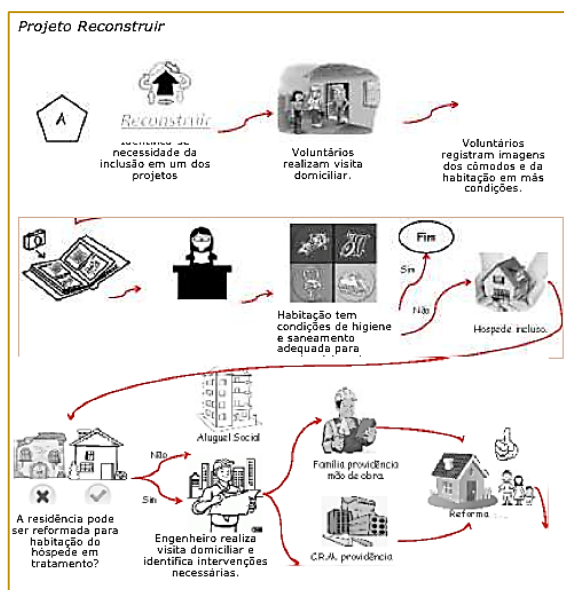 Projeto Reconstruir
A
Reconstruir
Identifica se
necessidade da
inclusão em um dos
projetos
Voluntários
realizam visita
domiciliar.
Voluntários
registram imagens
dos cômodos e da
habitação em más
condições.
Habitação tem
condições de higiene
e saneamento
adequada para
Sim
Fim
Não
Hospede incluso.
A residência pode
ser reformada para
habitação do
hóspede em
tratamento?
Não
Sim
Aluguel Social
Engenheiro realiza
visita domiciliar e
identifica intervenções
necessárias.
Família providência
mão de obra.
C.R.M. providência
Reforma